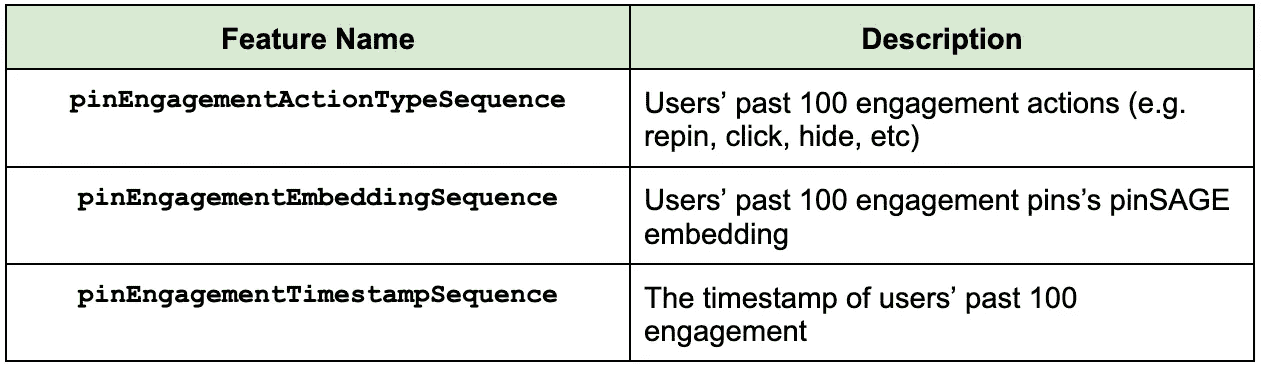 Feature Name
Description
pinEngagementActionTypeSequence
Users’ past 100 engagement actions (e.g.
repin, click, hide, etc)
pinEngagementEmbeddingSequence
Users’ past 100 engagement pins’s pinSAGE
embedding
pinEngagementTimestampSequence
The timestamp of users’ past 100
engagement